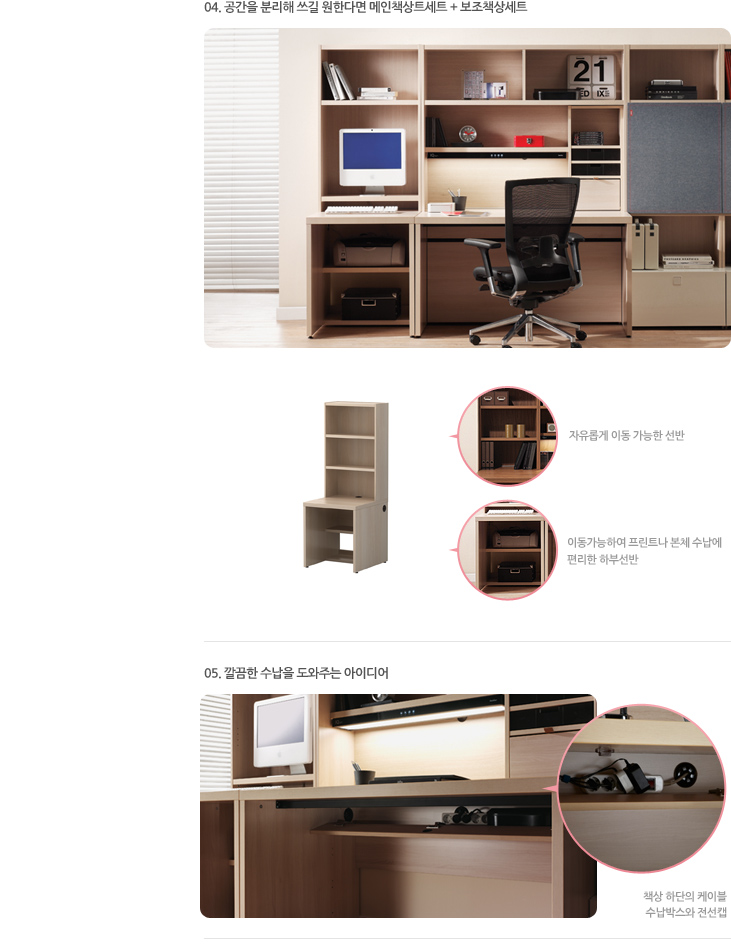 04. 공간을 분리해 쓰길 원한다면 메인책상트세트 + 보조책상세트
21
자유롭게 이동 가능한 선반
이동가능하여 프린트나 본체 수납에
편리한 하부선반
05. 깔끔한 수납을 도와주는 아이디어
책상 하단의 케이블
수납박스와 전선캡